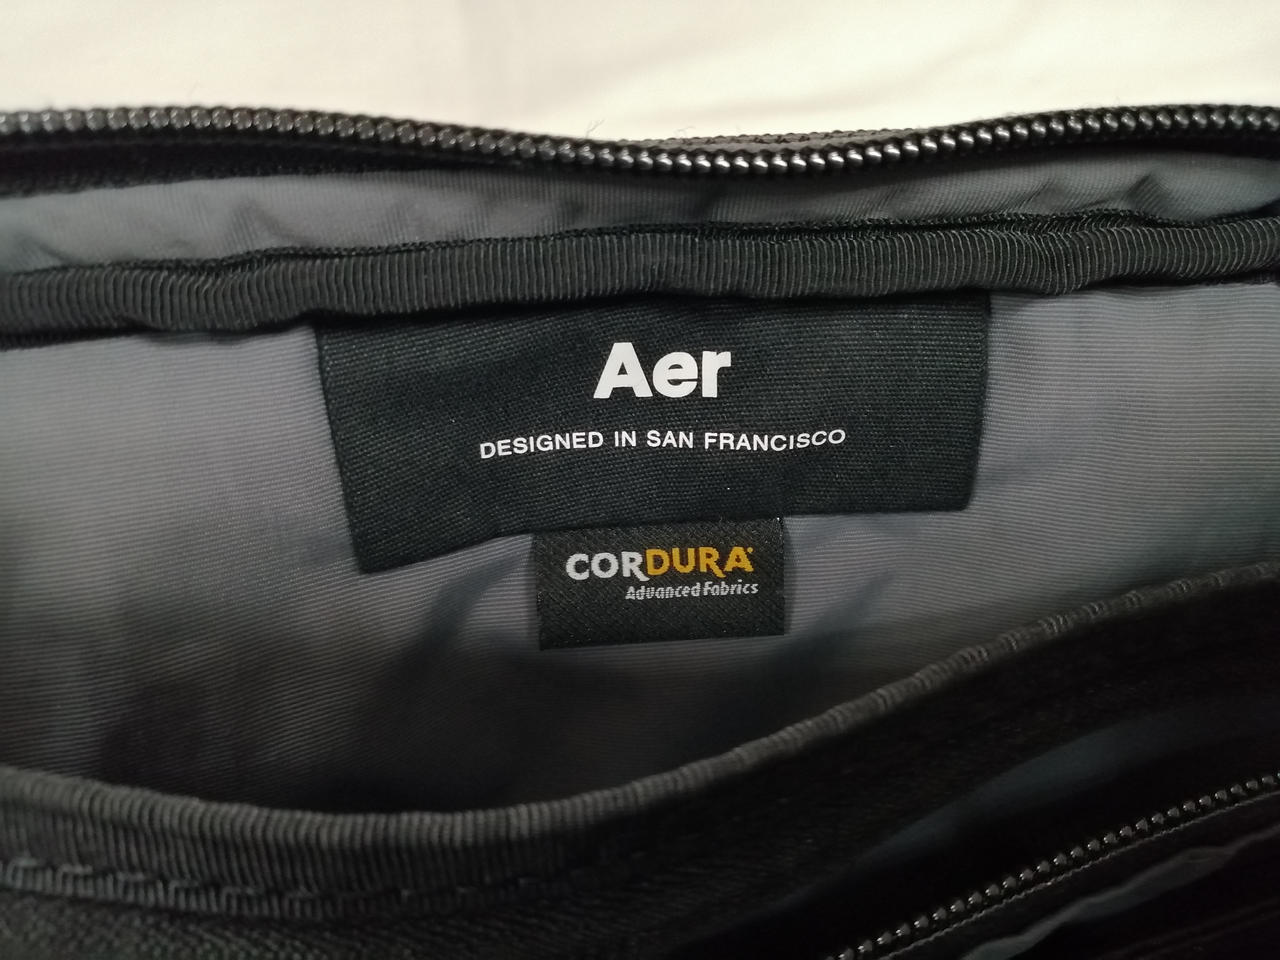 Aer
DESIGNED IN SAN FRANCISCO
CORDURA
Advanced Fabrics